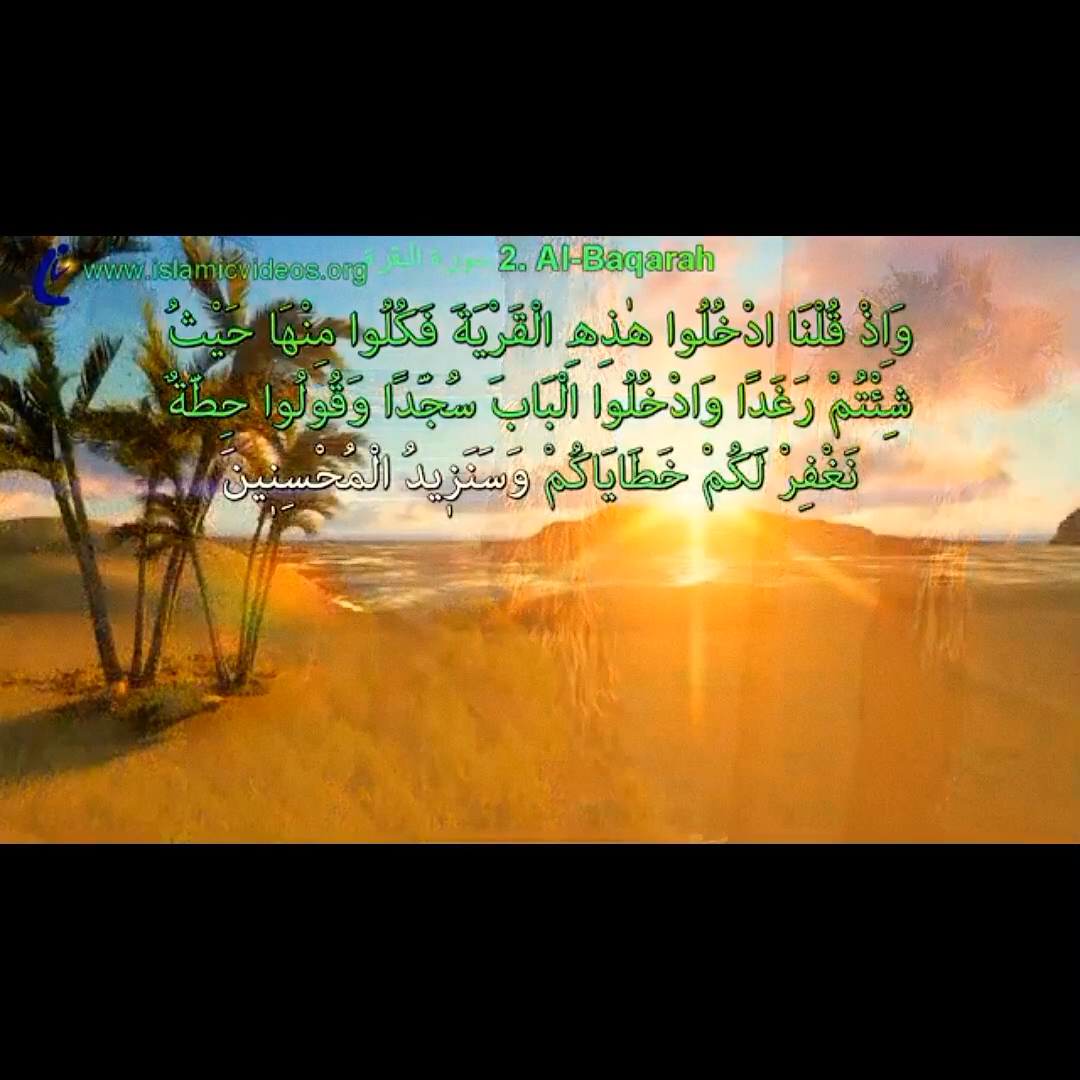 www.islamicvideos.org سورة البقرة 2. Al-Baqarah
وَاِذْ قُلْنَا ادْخُلُوا هٰذِهِ الْقَرْيَةَ فَكُلُوا مِنْهَا حَيْثُ
شِئْتُمْ رَغَدًا وَادْخُلُوا الْبَابَ سُجَّدًا وَقُولُوا حِطَّةٌ
نَغْفِرْ لَكُمْ خَطَايَاكُمْ وَسَنَزٖيدُ الْمُحْسِنٖينَ